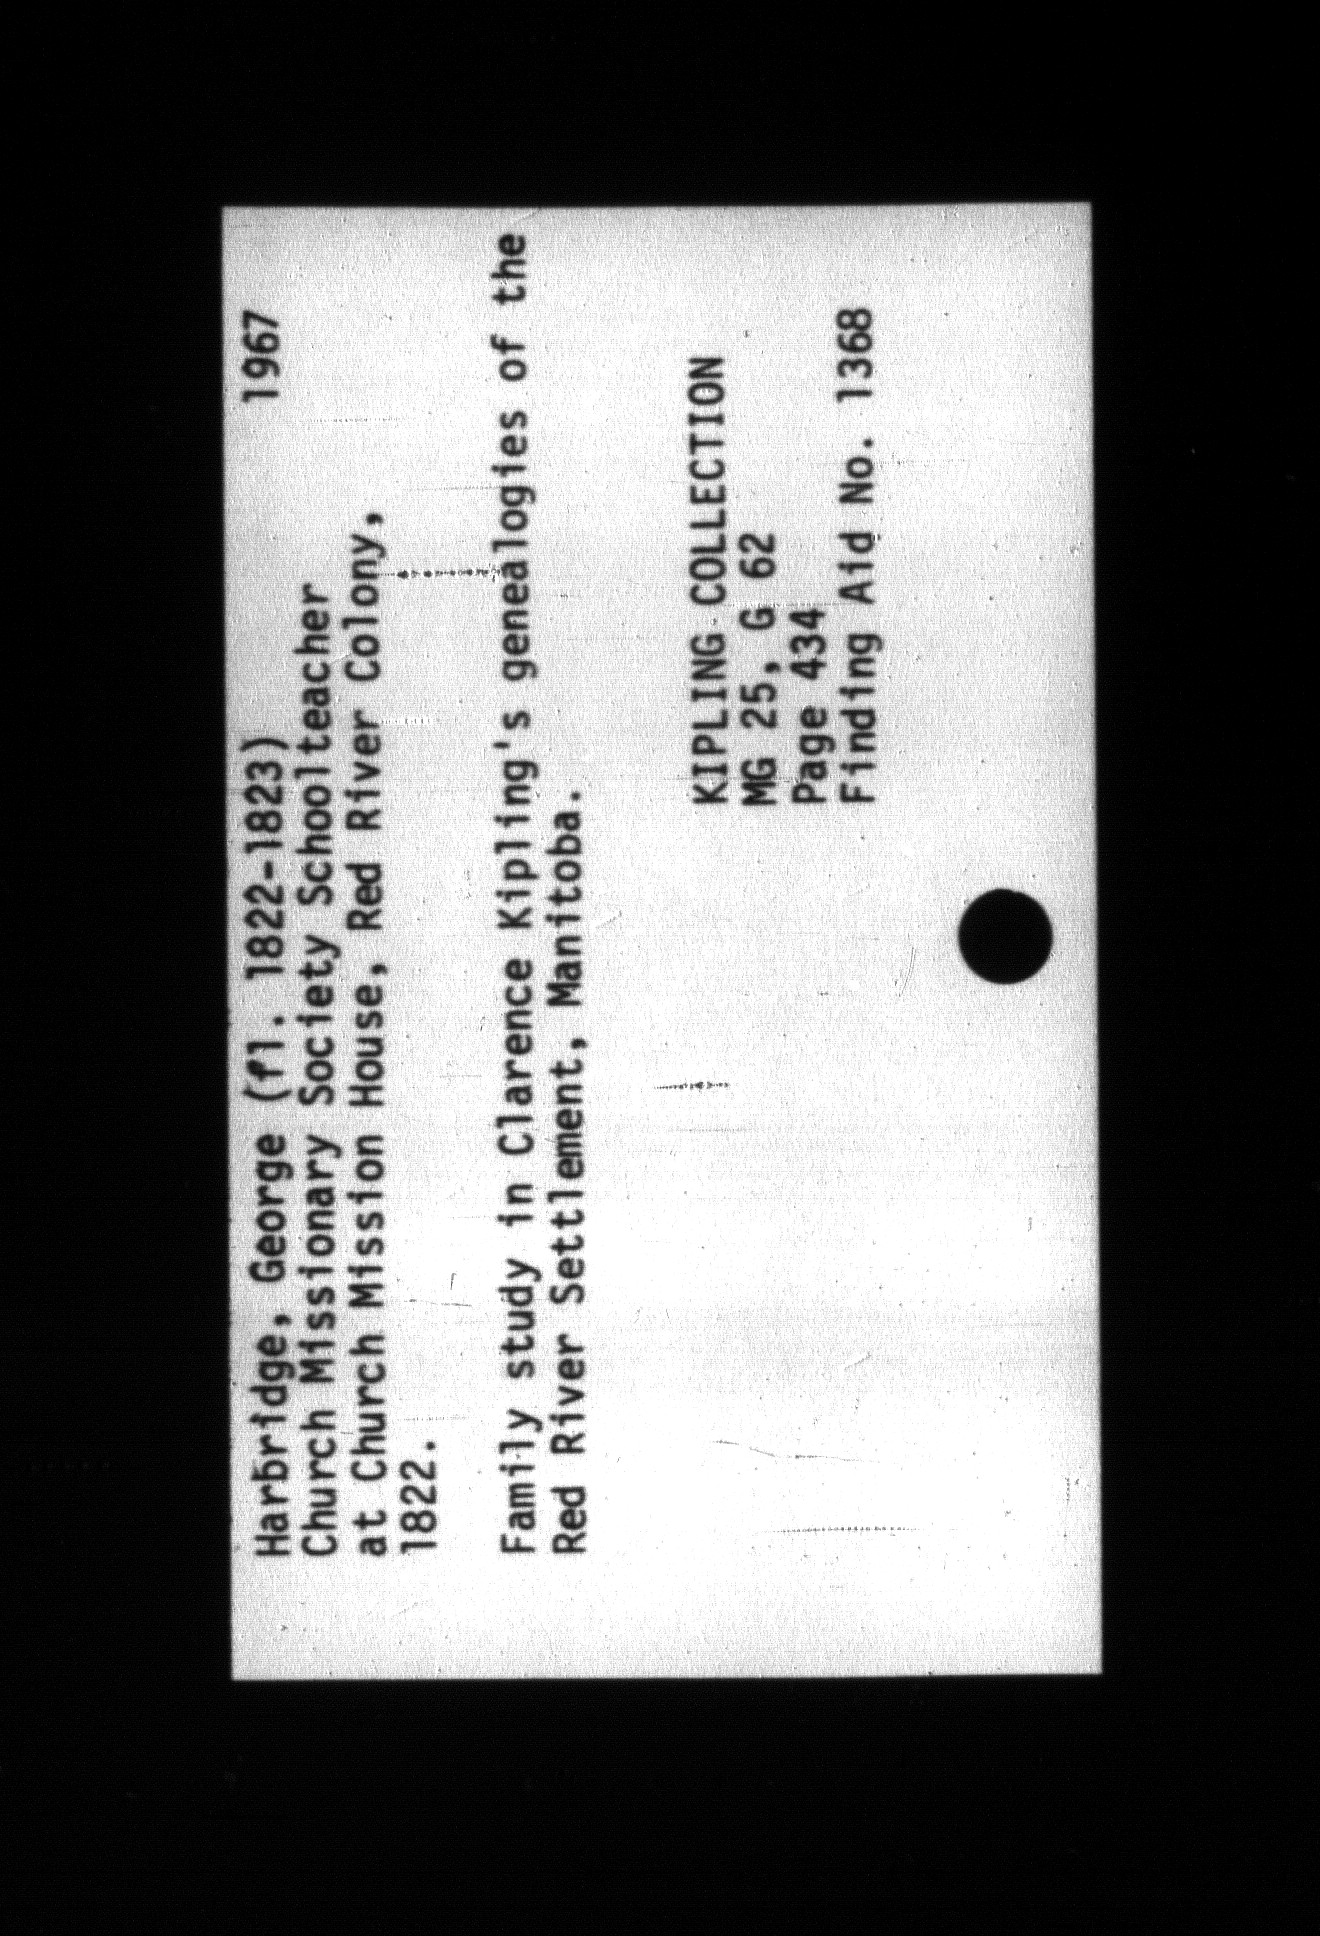 Harbridge, George (fl. 1822-1823) 1967
Church Missionary Society Schoolteacher
at Church Mission House, Red River Colony,
1822.
Family study in Clarence Kipling's genealogies of the
Red River Settlement, Manitoba.
KIPLING COLLECTION
MG 25, G 62
Page 434
Finding Aid No. 1368